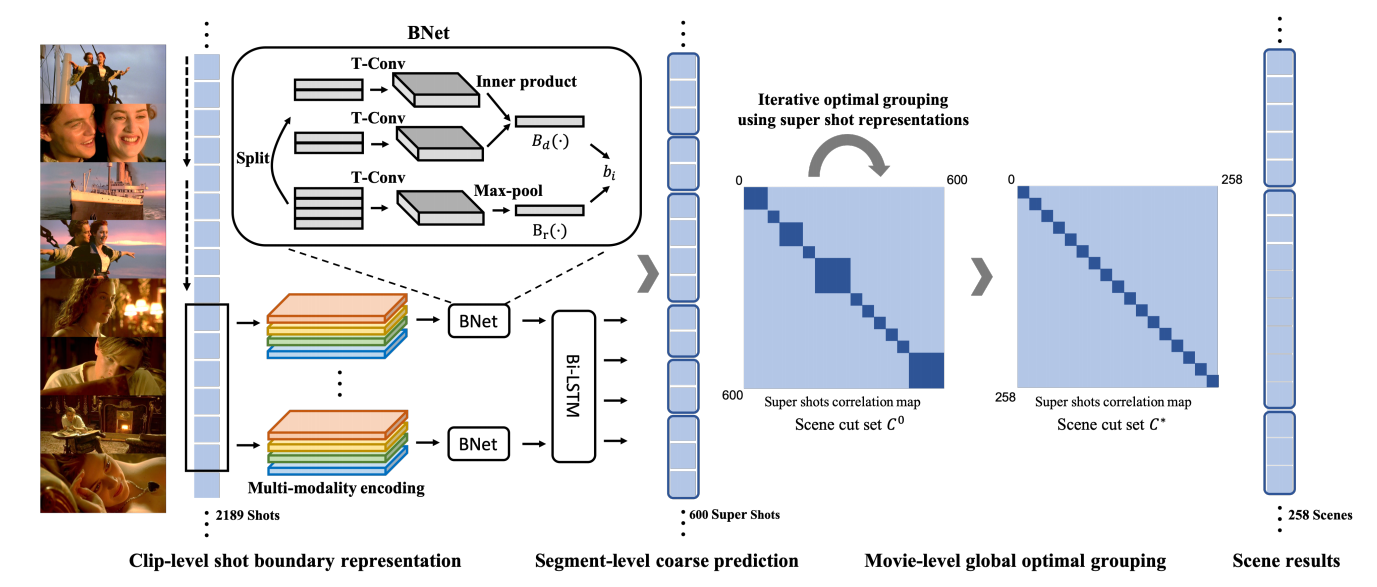 BNet
T-Conv
Inner product
T-Conv
B_d(·)
Split
b_i
T-Conv
Max-pool
B_r(·)
Iterative optimal grouping
using super shot representations
0
600
600
Super shots correlation map
Scene cut set C^0
0
258
258
Super shots correlation map
Scene cut set C^*
BNet
Bi-LSTM
BNet
Multi-modality encoding
2189 Shots
600 Super Shots
258 Scenes
Clip-level shot boundary representation
Segment-level coarse prediction
Movie-level global optimal grouping
Scene results